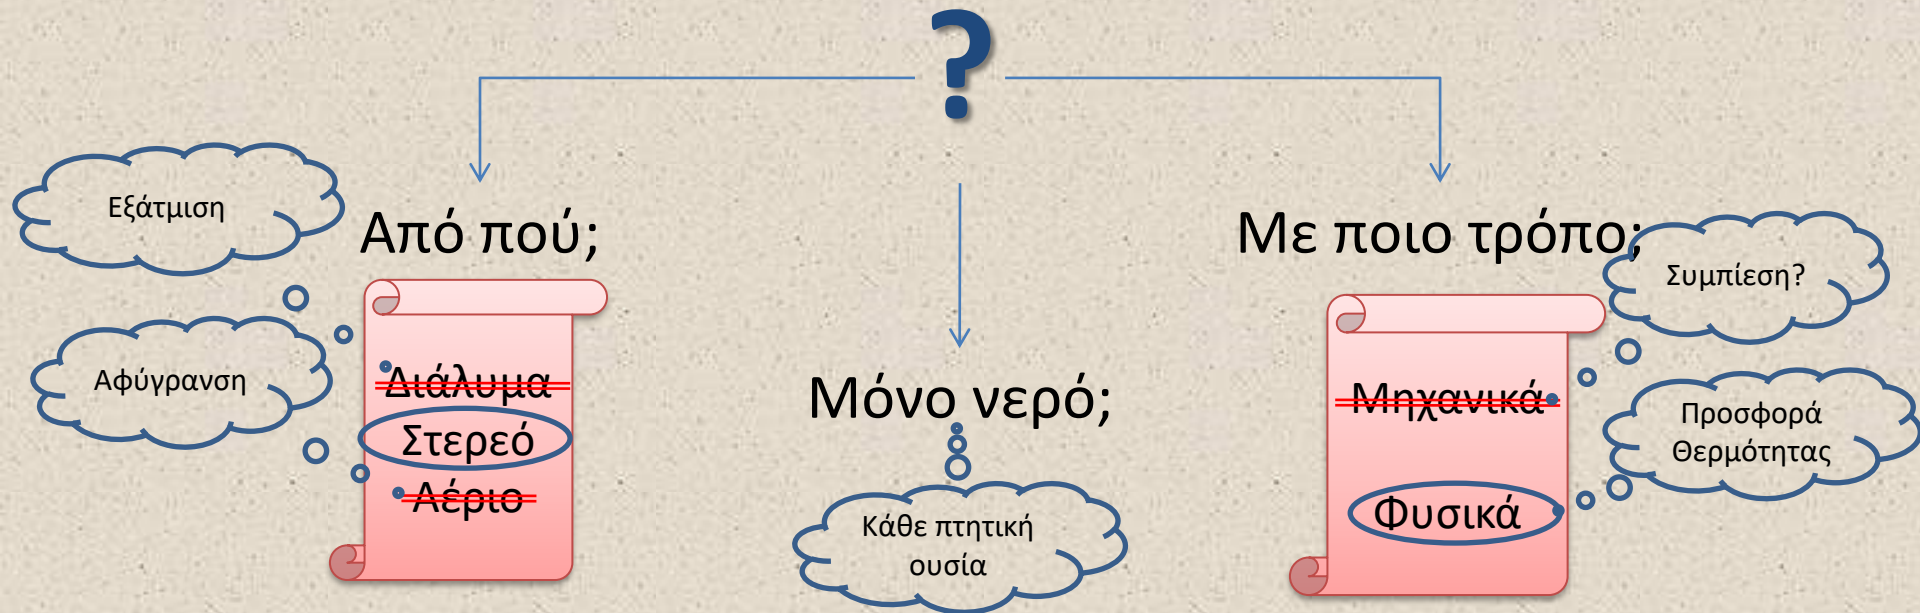 ?
Από πού;
Εξάτμιση
Αφύγρανση
Διάλυμα
Στερεό
Αέριο
Μόνο νερό;
Κάθε πτητική
ουσία
Με ποιο τρόπο;
Συμπίεση?
Προσφορά
Θερμότητας
Μηχανικά
Φυσικά